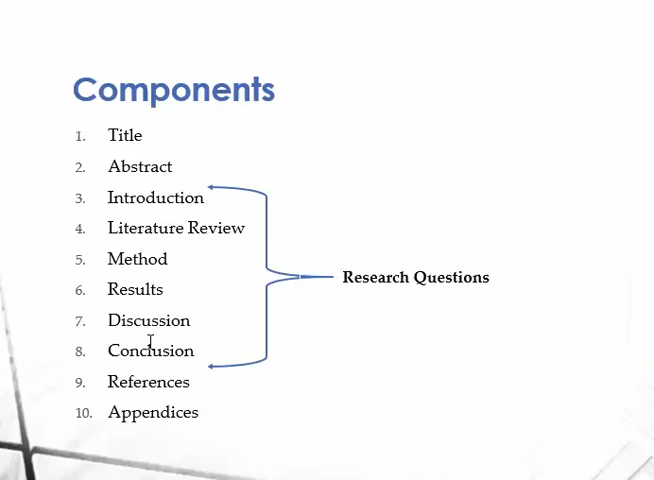 Components
1. Title
2. Abstract
3. Introduction
4. Literature Review
5. Method
6. Results
7. Discussion
8. Conclusion
9. References
10. Appendices
Research Questions